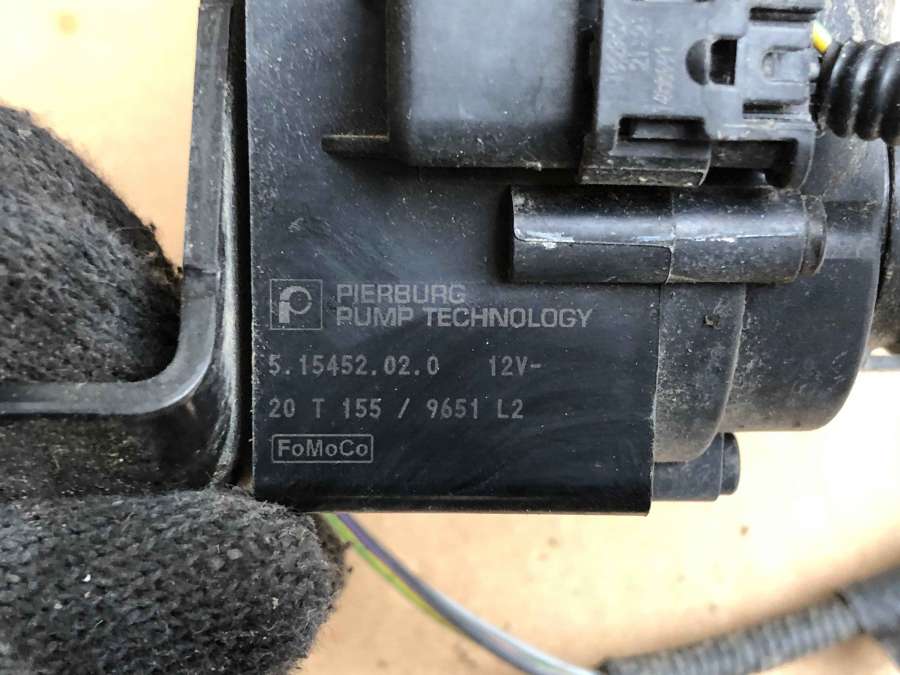 PIERBURG
PUMP TECHNOLOGY
5.15452.02.0 12V-
20 T 155 / 9651 L2
FoMoCo